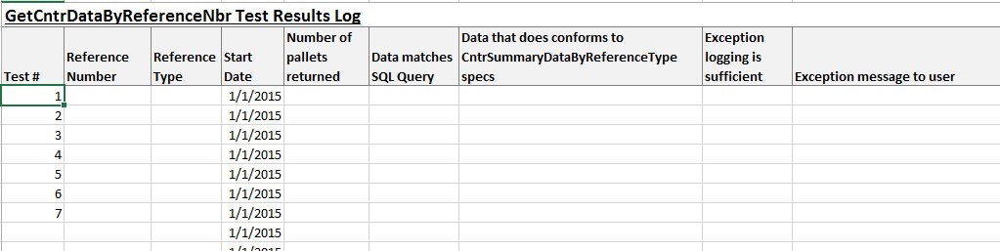 GetCntrDataByReferenceNbr Test Results Log
Number of Data that does conforms to Exception
Reference Reference Start pallets Data matches CntrSummaryDataByReferenceType logging is
Test # Number Type Date returned SQL Query specs sufficient Exception message to user
1 1/1/2015
2 1/1/2015
3 1/1/2015
4 1/1/2015
5 1/1/2015
6 1/1/2015
7 1/1/2015
1/1/2015
1/1/2015